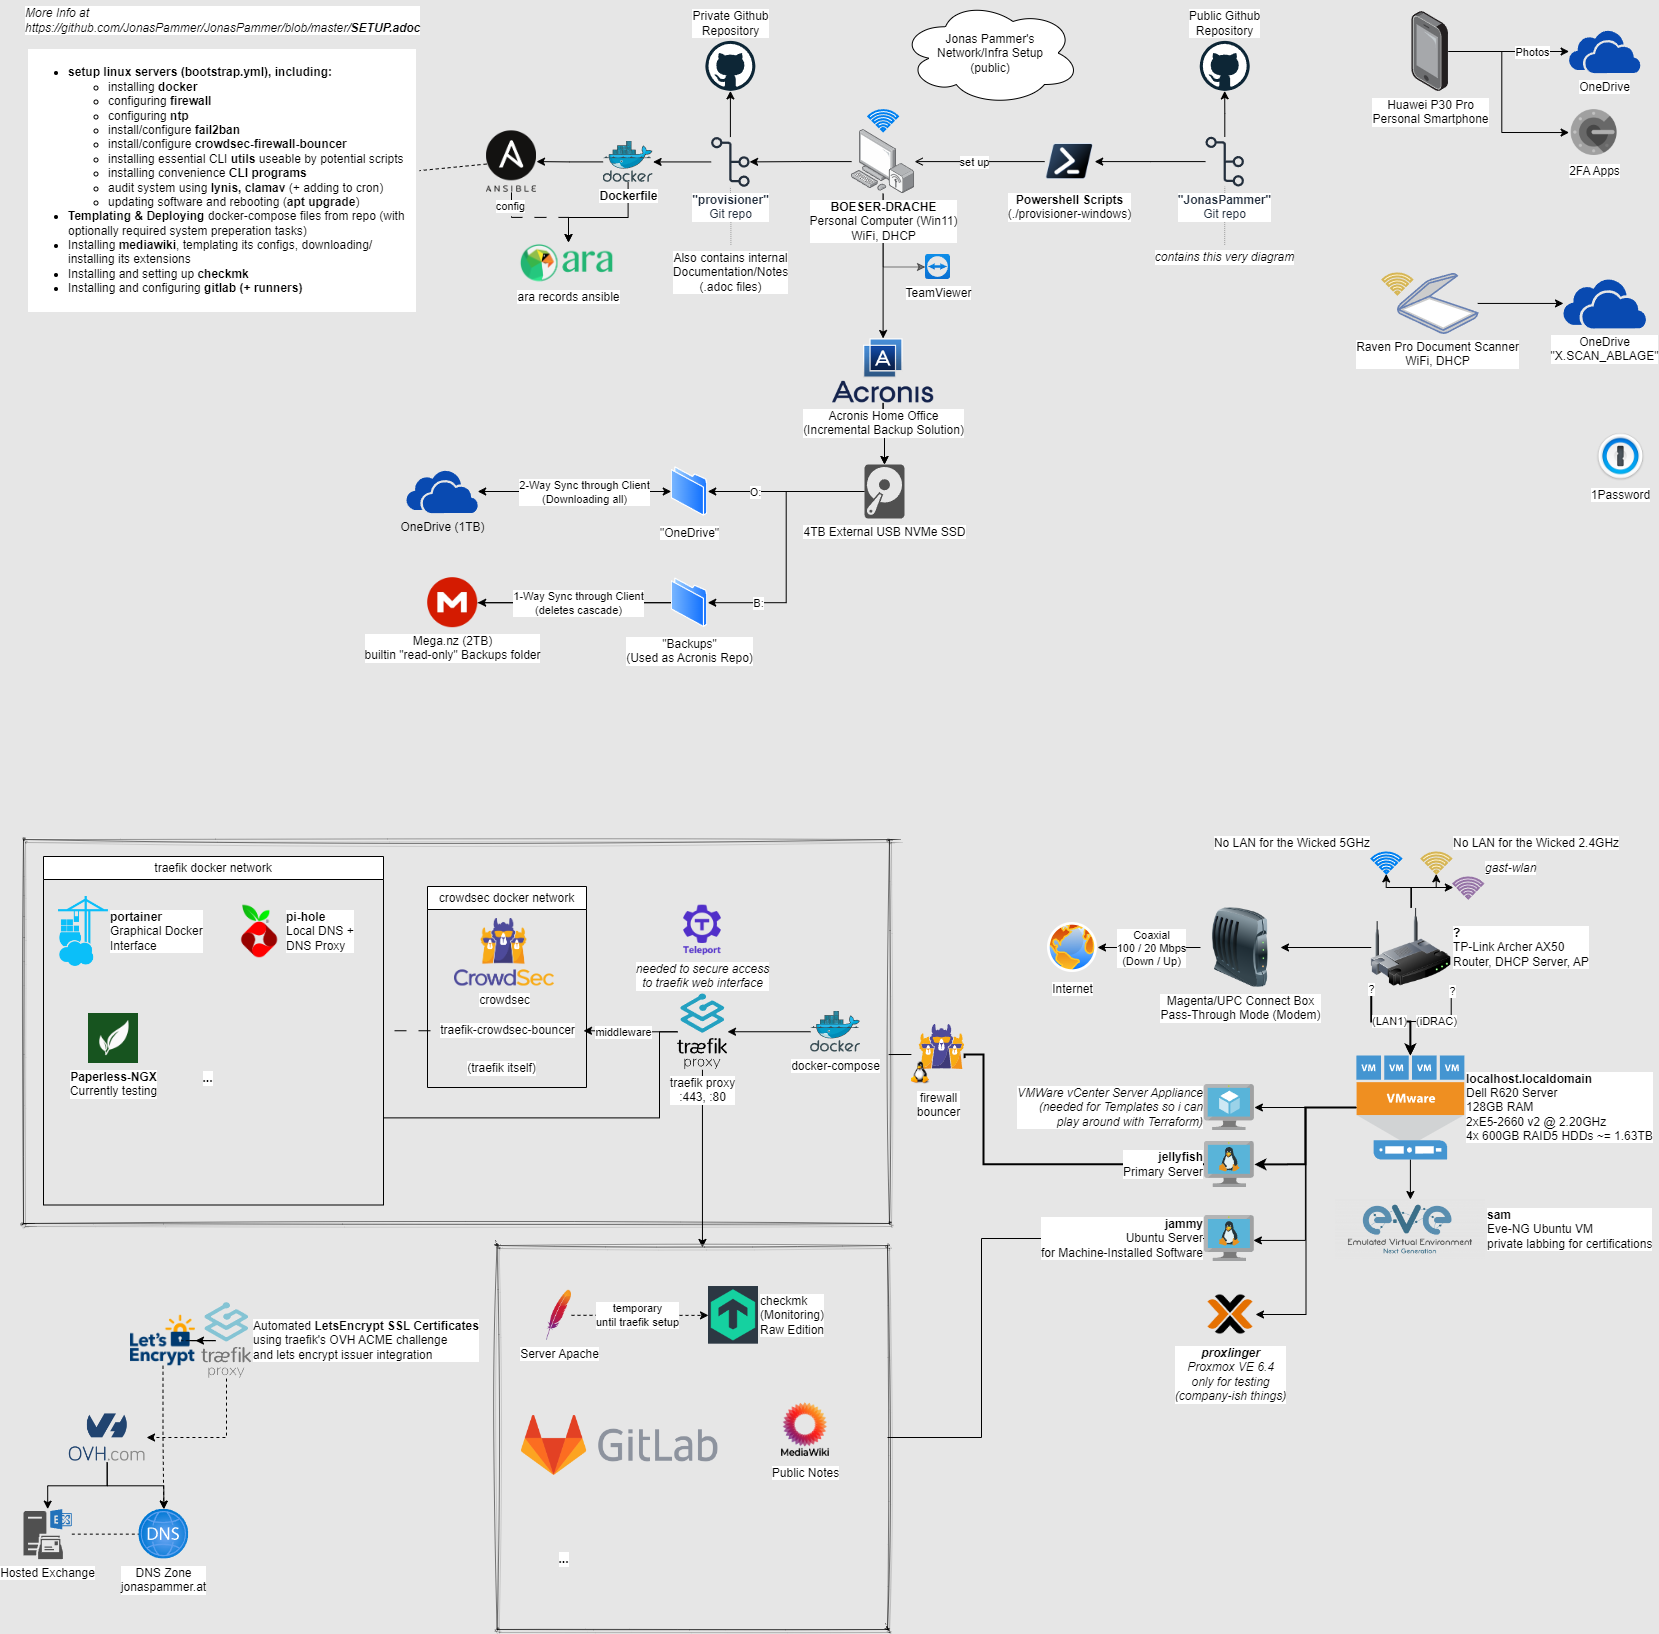 More Info at
https://github.com/JonasPammer/JonasPammer/blob/master/SETUP.adoc
setup linux servers (bootstrap.yml), including:
installing docker
configuring firewall
configuring ntp
install/configure fail2ban
install/configure crowdsec-firewall-bouncer
installing essential CLI utils useable by potential scripts
installing convenience CLI programs
audit system using lynis, clamav (+ adding to cron)
updating software and rebooting (apt upgrade)
Templating & Deploying docker-compose files from repo (with
optionally required system preperation tasks)
Installing mediawiki, templating its configs, downloading/
installing its extensions
Installing and setting up checkmk
Installing and configuring gitlab (+ runners)
ANSIBLE
config
docker
Dockerfile
ara
ara records ansible
Private Github
Repository
"provisioner"
Git repo
Also contains internal
Documentation/Notes
(.adoc files)
Jonas Pammer's
Network/Infra Setup
(public)
BOESER-DRACHE
Personal Computer (Win11)
WiFi, DHCP
TeamViewer
set up
Powershell Scripts
(./provisioner-windows)
Public Github
Repository
"JonasPammer"
Git repo
contains this very diagram
Huawei P30 Pro
Personal Smartphone
Photos
OneDrive
2FA Apps
Raven Pro Document Scanner
WiFi, DHCP
OneDrive
"X.SCAN_ABLAGE"
1Password
A
Acronis
Acronis Home Office
(Incremental Backup Solution)
4TB External USB NVMe SSD
O:
"OneDrive"
2-Way Sync through Client
(Downloading all)
OneDrive (1TB)
B:
"Backups"
(Used as Acronis Repo)
1-Way Sync through Client
(deletes cascade)
M
Mega.nz (2TB)
builtin "read-only" Backups folder
traefik docker network
portainer
Graphical Docker
Interface
pi-hole
Local DNS +
DNS Proxy
Paperless-NGX
Currently testing
...
crowdsec docker network
CrowdSec
crowdsec
traefik-crowdsec-bouncer
(traefik itself)
middleware
T
Teleport
needed to secure access
to traefik web interface
træfik
proxy
traefik proxy
:443, :80
docker
docker-compose
firewall
bouncer
No LAN for the Wicked 5GHz
No LAN for the Wicked 2.4GHz
gast-wlan
?
TP-Link Archer AX50
Router, DHCP Server, AP
Magenta/UPC Connect Box
Pass-Through Mode (Modem)
Coaxial
100 / 20 Mbps
(Down / Up)
Internet
?
?
(LAN1)
(iDRAC)
VM
VM
VM
VM
VMware
localhost.localdomain
Dell R620 Server
128GB RAM
2xE5-2660 v2 @ 2.20GHz
4x 600GB RAID5 HDDs ~= 1.63TB
eve
Emulated Virtual Environment
Next Generation
sam
Eve-NG Ubuntu VM
private labbing for certifications
VMWare vCenter Server Appliance
(needed for Templates so i can
play around with Terraform)
jellyfish
Primary Server
jammy
Ubuntu Server
for Machine-Installed Software
proxlinger
Proxmox VE 6.4
only for testing
(company-ish things)
Server Apache
temporary
until traefik setup
checkmk
(Monitoring)
Raw Edition
GitLab
MediaWiki
Public Notes
...
Let's
Encrypt
træfik
proxy
Automated LetsEncrypt SSL Certificates
using traefik's OVH ACME challenge
and lets encrypt issuer integration
OVH.com
Hosted Exchange
DNS
DNS Zone
jonaspammer.at